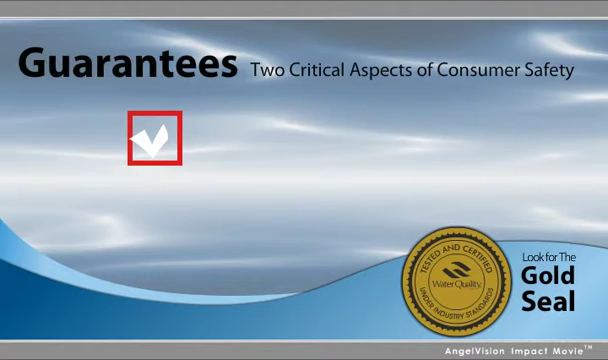 Guarantees Two Critical Aspects of Consumer Safety
TESTED AND CERTIFIED
Water Quality
UNDER INDUSTRY STANDARDS
Look for The
Gold
Seal
AngelVision Impact Movie™